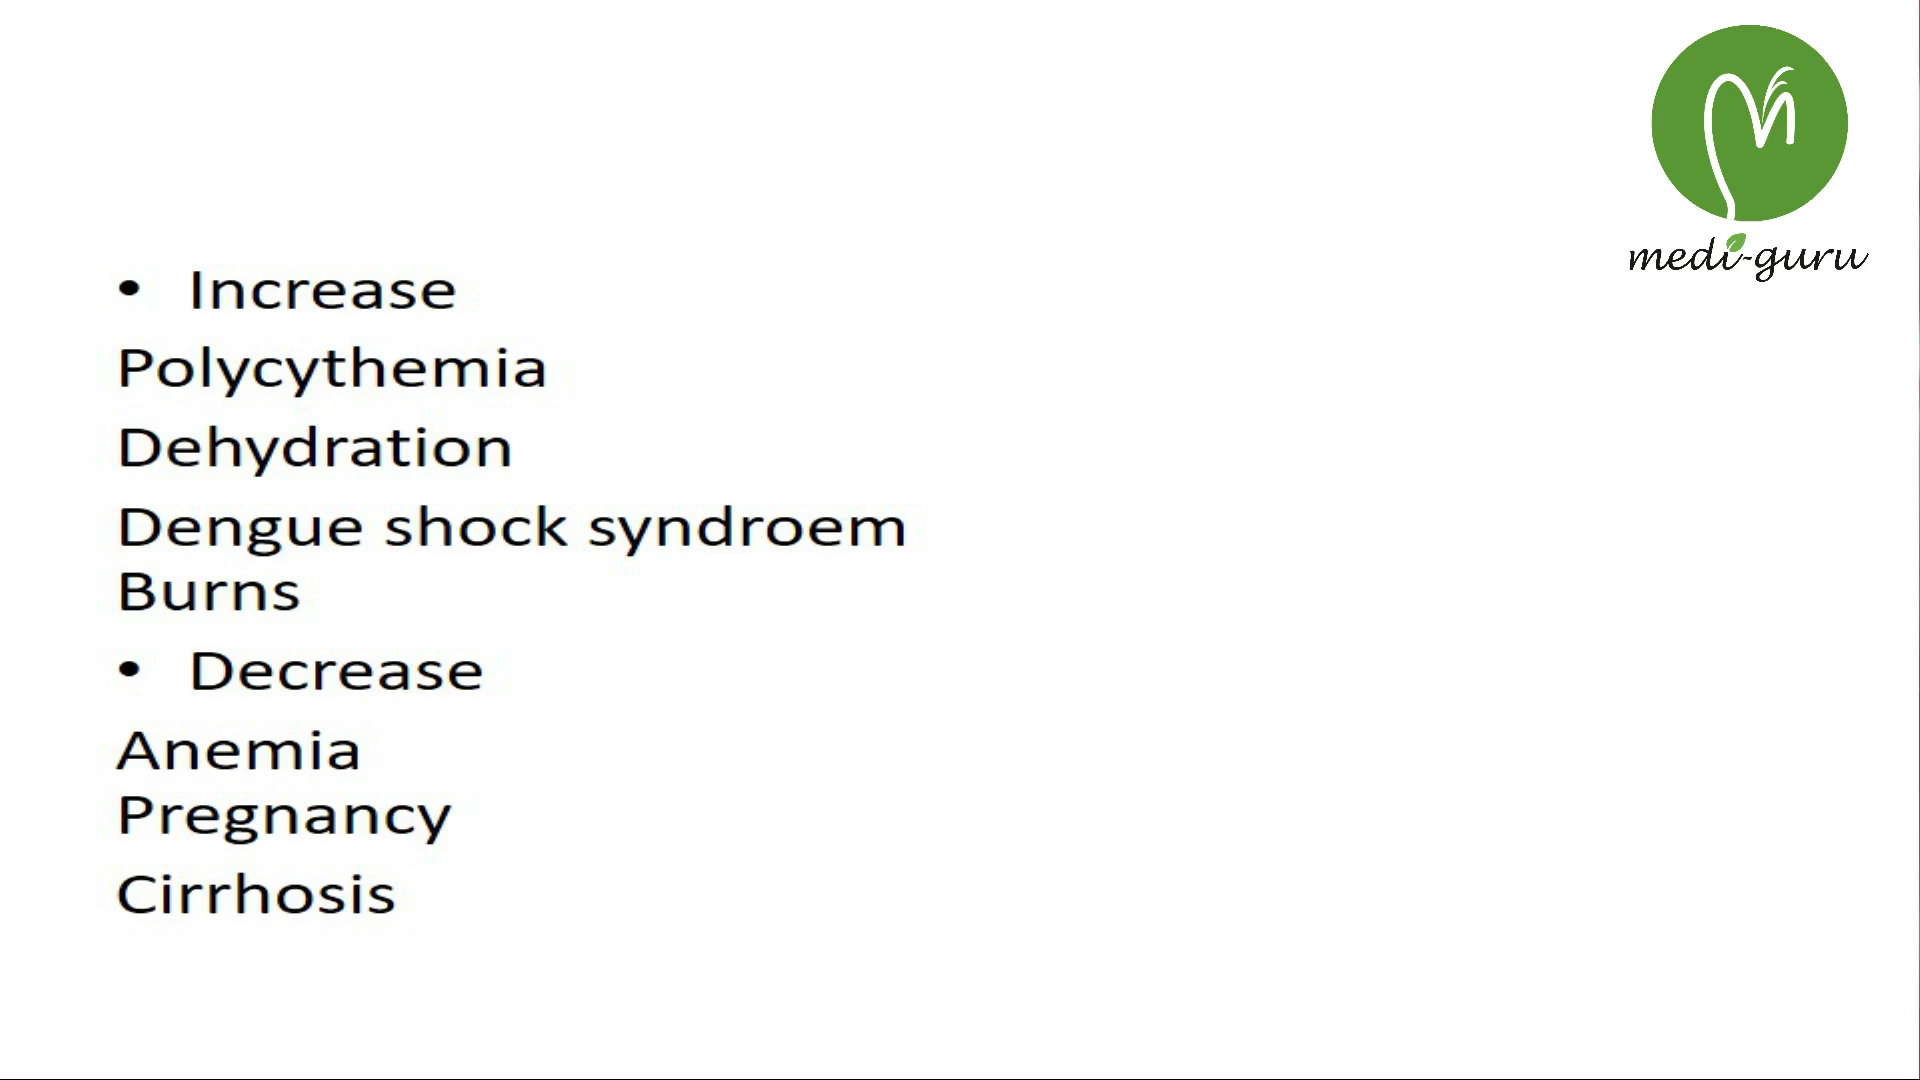 medi-guru
• Increase
Polycythemia
Dehydration
Dengue shock syndroem
Burns
• Decrease
Anemia
Pregnancy
Cirrhosis